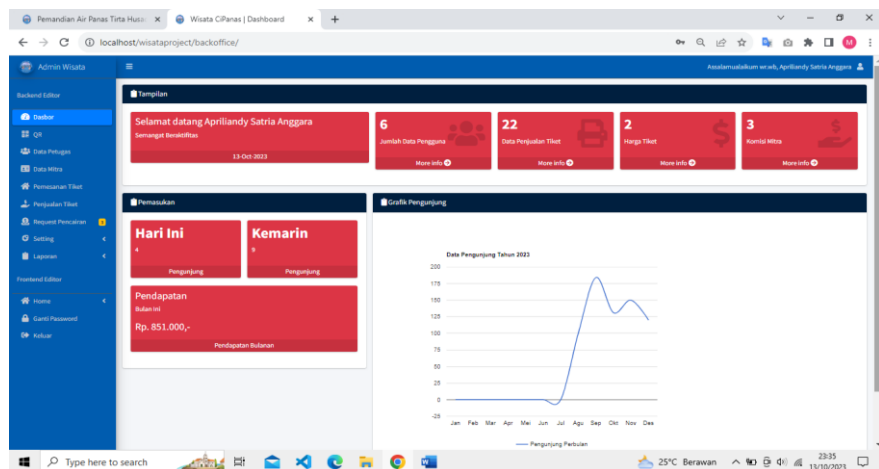 Pemandian Air Panas Tirta Husa
Wisata CiPanas | Dashboard
localhost/wisataproject/backoffice/
M
Admin Wisata
Assalamualaikum wr.wb, Apriliandy Satria Anggara
Backend Editor
Dasbor
QR
Data Petugas
Data Mitra
Pemesanan Tiket
Penjualan Tiket
Request Pencairan
Setting
Laporan
Frontend Editor
Home
Ganti Password
Keluar
Tampilan
Selamat datang Apriliandy Satria Anggara
Semangat Beraktifitas
13-Oct-2023
6
Jumlah Data Pengguna
More info
22
Data Penjualan Tiket
More info
2
Harga Tiket
More info
3
Komisi Mitra
More info
Pemasukan
Hari Ini
4
Pengunjung
Kemarin
9
Pengunjung
Pendapatan
Bulan ini
Rp. 851.000,-
Pendapatan Bulanan
Grafik Pengunjung
Data Pengunjung Tahun 2023
200
175
150
125
100
75
50
25
0
-25
Jan Feb Mar Apr Mei Jun Jul Agu Sep Okt Nov Des
Pengunjung Perbulan
Type here to search
25°C Berawan
23:35
13/10/2023